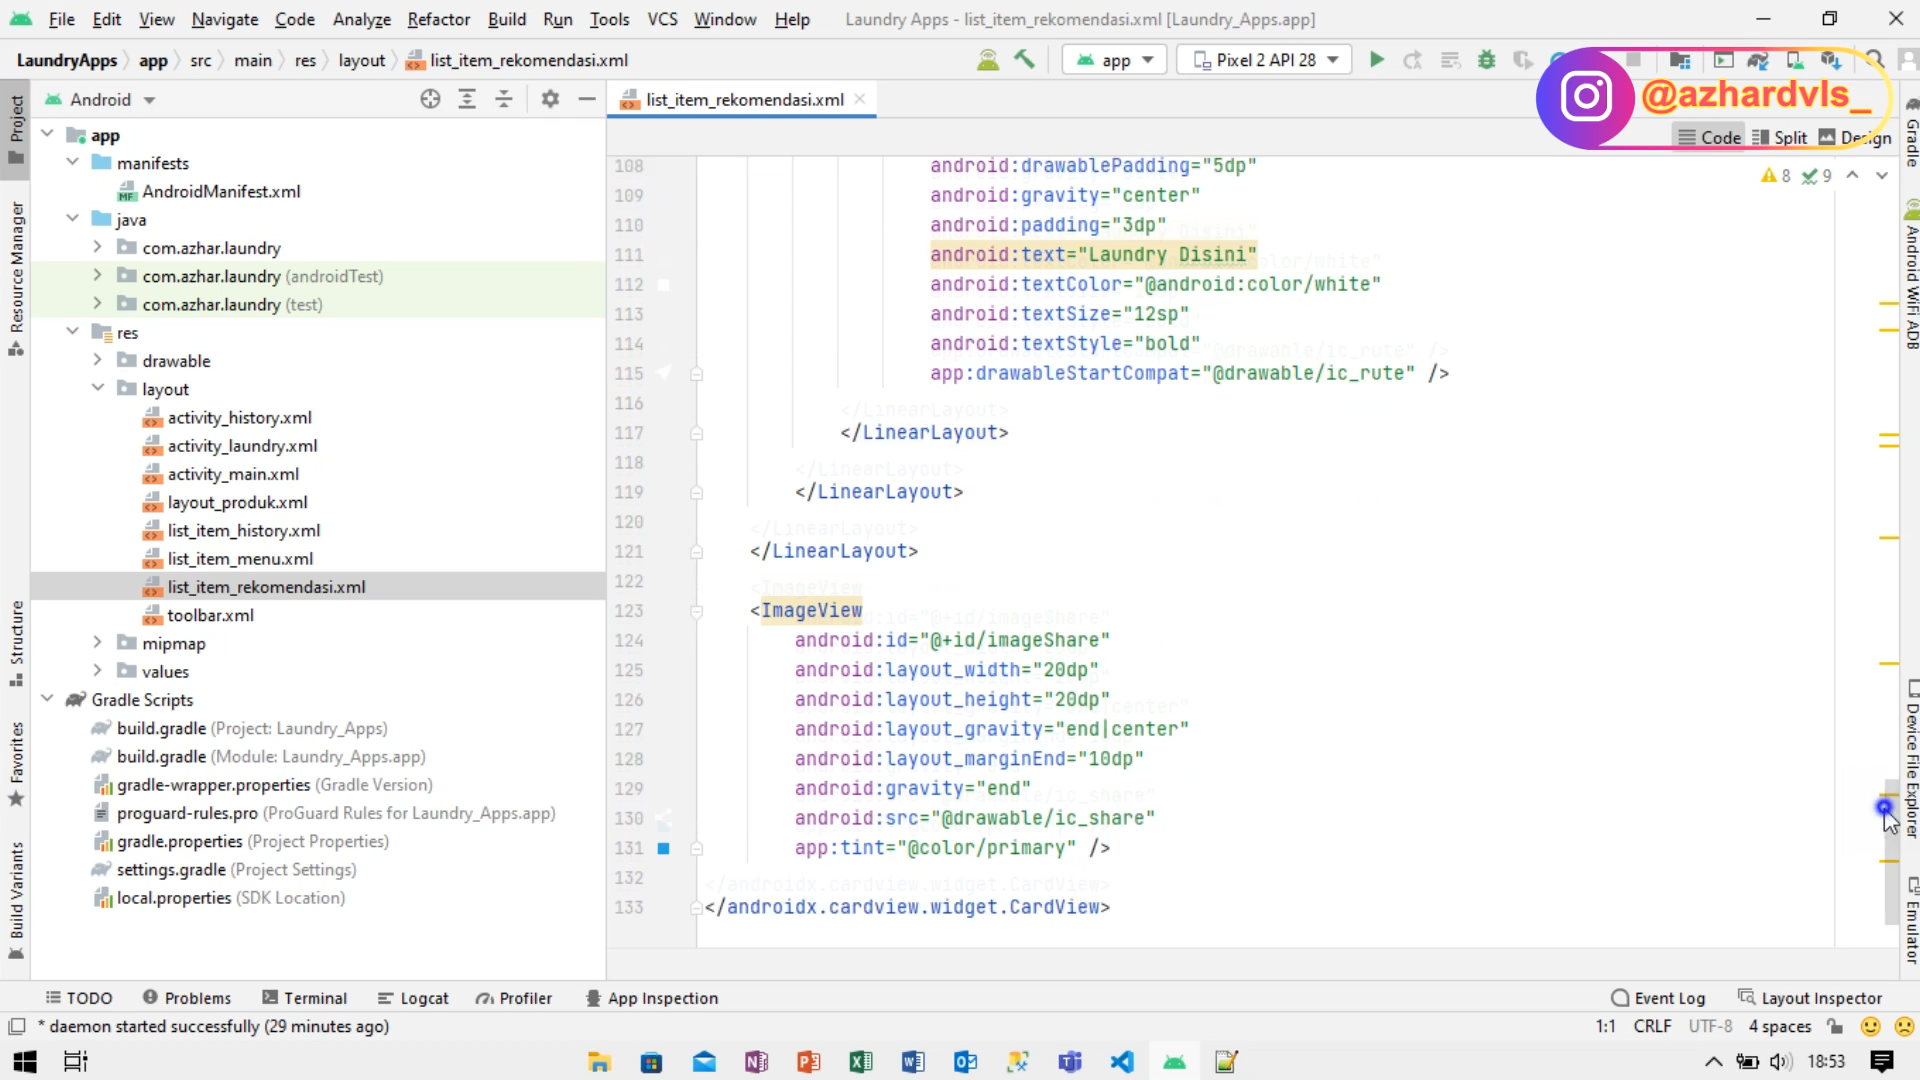 File Edit View Navigate Code Analyze Refactor Build Run Tools VCS Window Help Laundry Apps - list_item_rekomendasi.xml [Laundry_Apps.app]
LaundryApps app src main res layout list_item_rekomendasi.xml app Pixel 2 API 28
@azhardvls_
Android
list_item_rekomendasi.xml
Code Split Design
8 9
Project
Resource Manager
Structure
Favorites
Build Variants
app
manifests
AndroidManifest.xml
java
com.azhar.laundry
com.azhar.laundry (androidTest)
com.azhar.laundry (test)
res
drawable
layout
activity_history.xml
activity_laundry.xml
activity_main.xml
layout_produk.xml
list_item_history.xml
list_item_menu.xml
list_item_rekomendasi.xml
toolbar.xml
mipmap
values
Gradle Scripts
build.gradle (Project: Laundry_Apps)
build.gradle (Module: Laundry_Apps.app)
gradle-wrapper.properties (Gradle Version)
proguard-rules.pro (ProGuard Rules for Laundry_Apps.app)
gradle.properties (Project Properties)
settings.gradle (Project Settings)
local.properties (SDK Location)
108 android:drawablePadding="5dp"
109 android:gravity="center"
110 android:padding="3dp"
111 android:text="Laundry Disini"
112 android:textColor="@android:color/white"
113 android:textSize="12sp"
114 android:textStyle="bold"
115 app:drawableStartCompat="@drawable/ic_rute" />
116
117 </LinearLayout>
118
119 </LinearLayout>
120
121 </LinearLayout>
122
123 <ImageView
124 android:id="@+id/imageShare"
125 android:layout_width="20dp"
126 android:layout_height="20dp"
127 android:layout_gravity="end|center"
128 android:layout_marginEnd="10dp"
129 android:gravity="end"
130 android:src="@drawable/ic_share"
131 app:tint="@color/primary" />
132
133 </androidx.cardview.widget.CardView>
Gradle
Android WiFi ADB
Device File Explorer
Emulator
TODO Problems Terminal Logcat Profiler App Inspection Event Log Layout Inspector
* daemon started successfully (29 minutes ago) 1:1 CRLF UTF-8 4 spaces
18:53